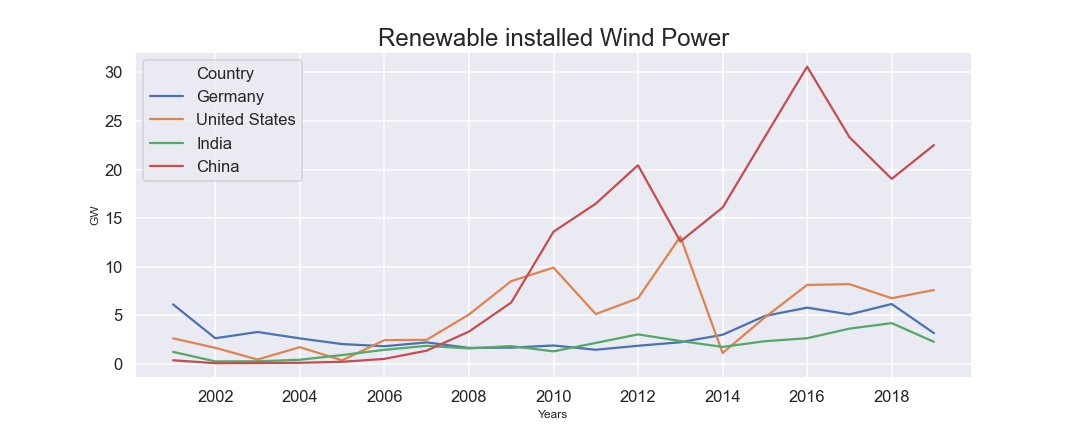 Renewable installed Wind Power
Country
Germany
United States
India
China
30
25
20
15
10
5
0
GW
2002 2004 2006 2008 2010 2012 2014 2016 2018
Years